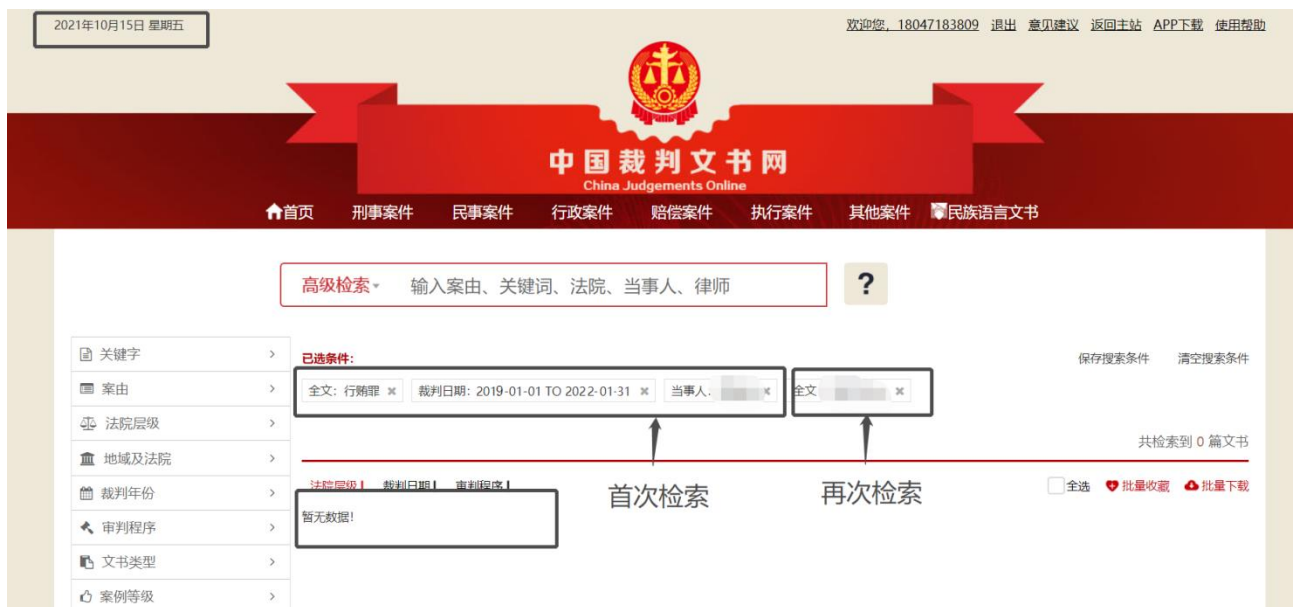 2021年10月15日 星期五
欢迎您，18047183809 退出 意见建议 返回主站 APP下载 使用帮助
中国裁判文书网
China Judgements Online
首页 刑事案件 民事案件 行政案件 赔偿案件 执行案件 其他案件 民族语言文书
高级检索 输入案由、关键词、法院、当事人、律师 ?
关键字
案由
法院层级
地域及法院
裁判年份
审判程序
文书类型
案例等级
已选条件：
保存搜索条件 清空搜索条件
全文：行贿罪 × 裁判日期：2019-01-01 TO 2022-01-31 × 当事人 × 全文 ×
共检索到 0 篇文书
法院层级 裁判日期 审判程序
全选 批量收藏 批量下载
暂无数据!
首次检索
再次检索